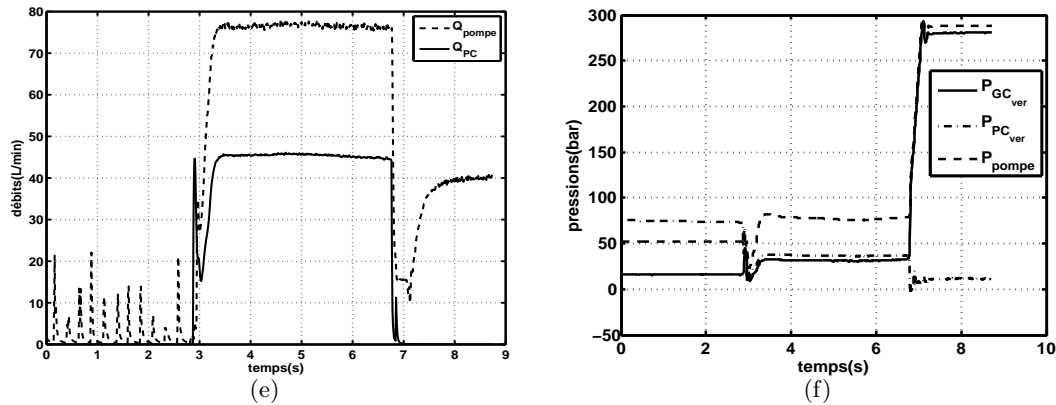 80
70
60
50
40
30
20
10
0
débits(L/min)
0 1 2 3 4 5 6 7 8 9
temps(s)
Q_pompe
Q_PC
(e)
300
250
200
150
100
50
0
−50
pressions(bar)
0 2 4 6 8 10
temps(s)
P_GC_ver
P_PC_ver
P_pompe
(f)